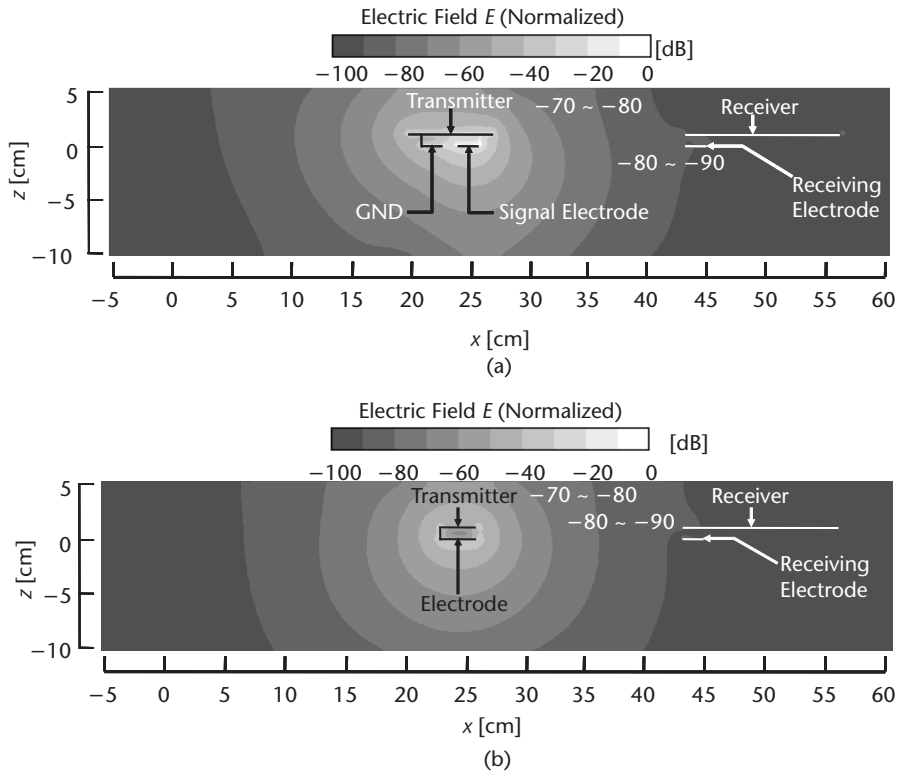 Electric Field E (Normalized)
[dB]
−100 −80 −60 −40 −20 0
5
0
−5
−10
z [cm]
Transmitter
−70 ~ −80
Receiver
−80 ~ −90
GND
Signal Electrode
Receiving
Electrode
−5 0 5 10 15 20 25 30 35 40 45 50 55 60
x [cm]
(a)
Electric Field E (Normalized)
[dB]
−100 −80 −60 −40 −20 0
5
0
−5
−10
z [cm]
Transmitter
−70 ~ −80
Receiver
−80 ~ −90
Receiving
Electrode
Electrode
−5 0 5 10 15 20 25 30 35 40 45 50 55 60
x [cm]
(b)